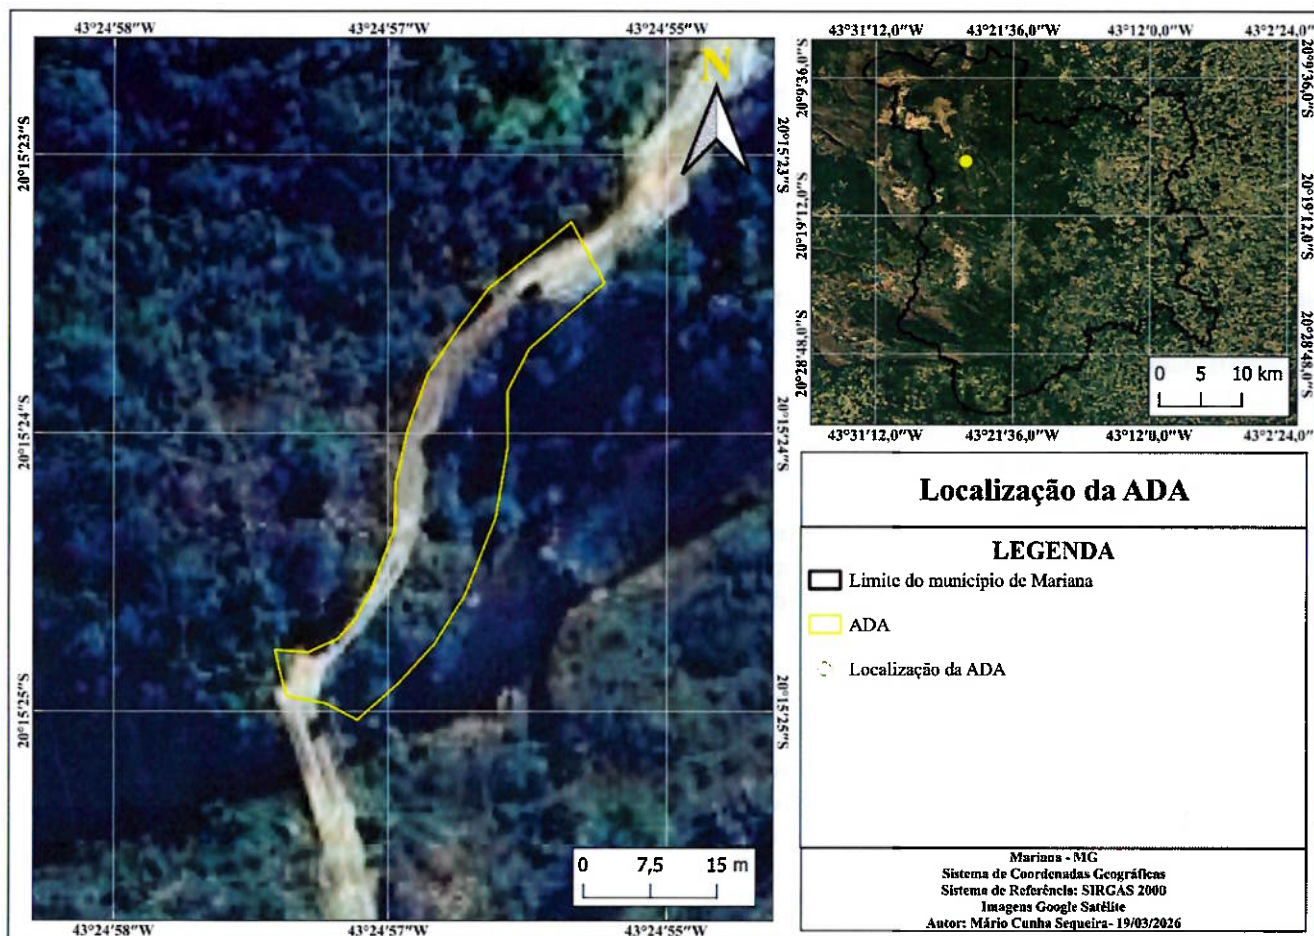 43°24'58"W 43°24'57"W 43°24'55"W
20°15'23"S
20°15'24"S
20°15'25"S
N
20°15'23"S
20°15'24"S
20°15'25"S
0 7,5 15 m
43°24'58"W 43°24'57"W 43°24'55"W
43°31'12,0"W 43°21'36,0"W 43°12'0,0"W 43°2'24,0"W
20°9'36,0"S
20°19'12,0"S
20°28'48,0"S
20°9'36,0"S
20°19'12,0"S
20°28'48,0"S
0 5 10 km
43°31'12,0"W 43°21'36,0"W 43°12'0,0"W 43°2'24,0"
Localização da ADA
LEGENDA
Limite do município de Mariana
ADA
Localização da ADA
Mariana - MG
Sistema de Coordenadas Geográficas
Sistema de Referência: SIRGAS 2000
Imagens Google Satélite
Autor: Mário Cunha Sequeira- 19/03/2026